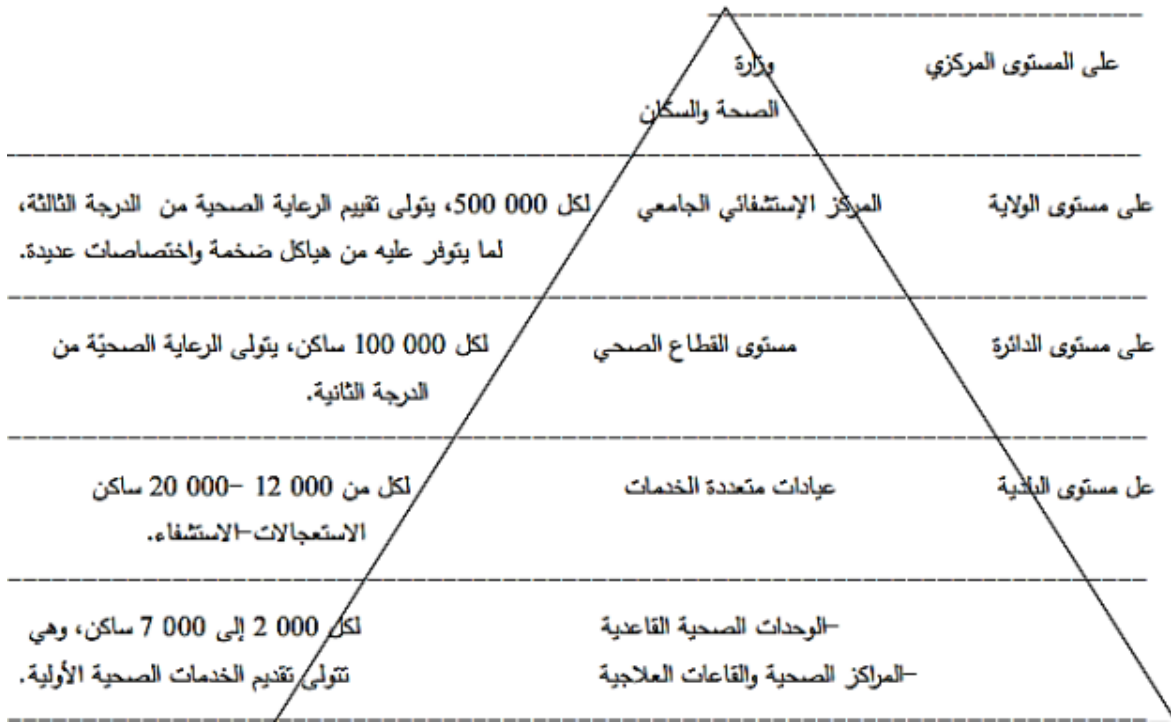 على المستوى المركزي وزارة
الصحة والسكان
على مستوى الولاية المركز الإستشفائي الجامعي لكل 000 500، يتولى تقييم الرعاية الصحية من الدرجة الثالثة،
لما يتوفر عليه من هياكل ضخمة واختصاصات عديدة.
على مستوى الدائرة مستوى القطاع الصحي لكل 000 100 ساكن، يتولى الرعاية الصحيّة من
الدرجة الثانية.
عل مستوى البلدية عيادات متعددة الخدمات لكل من 000 12 –000 20 ساكن
الاستعجالات–الاستشفاء.
–الوحدات الصحية القاعدية لكل 000 2 إلى 000 7 ساكن، وهي
–المراكز الصحية والقاعات العلاجية تتولى تقديم الخدمات الصحية الأولية.